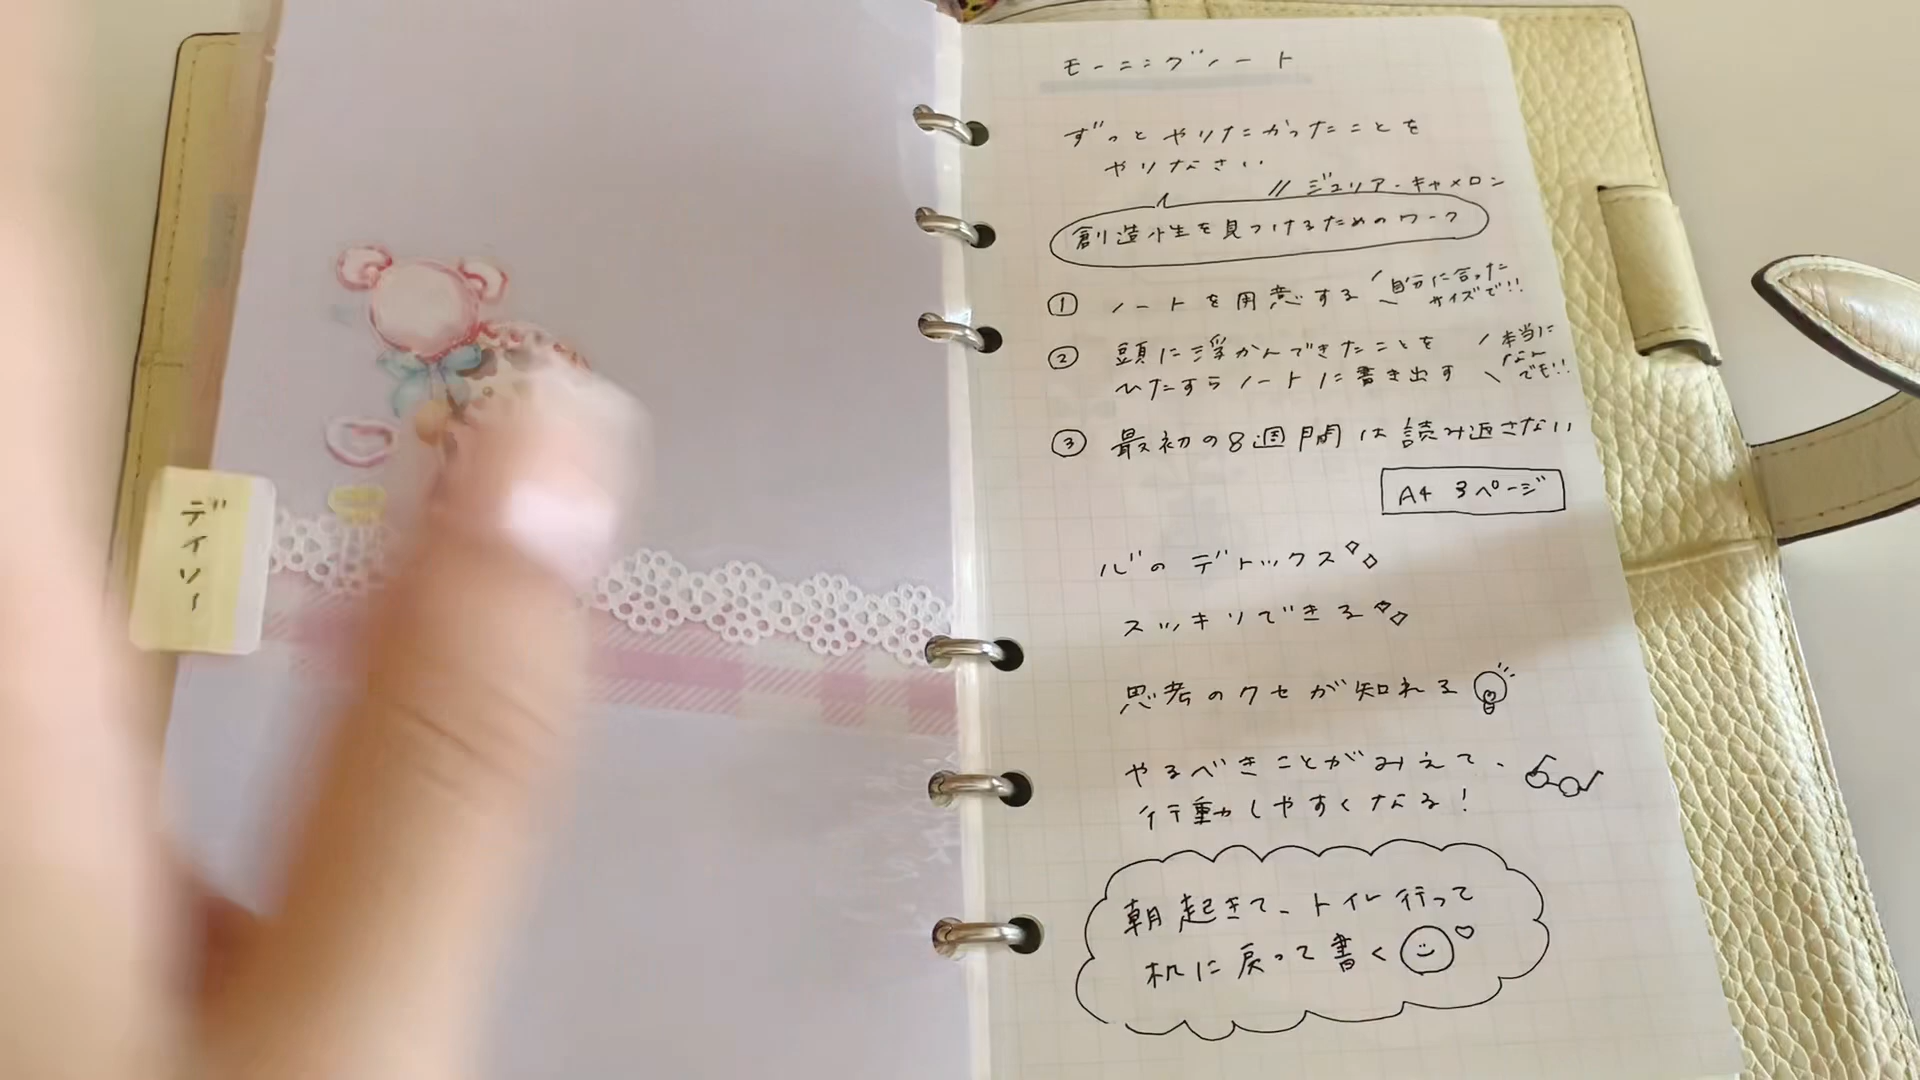 ディソー
モーニングノート
ずっとやりたかったことを
やりなさい
// ジュリア・キャメロン
創造性を見つけるためのワーク
① ノートを用意する
自分に合った
サイズで!!
② 頭に浮かんできたことを
ひたすらノートに書き出す
本当に
なん
でも!!
③ 最初の8週間は読み返さない
A4 3ページ
心のデトックス
スッキリできる
思考のクセが知れる
やるべきことがみえて、
行動しやすくなる!
朝起きて、トイレ行って
机に戻って書く